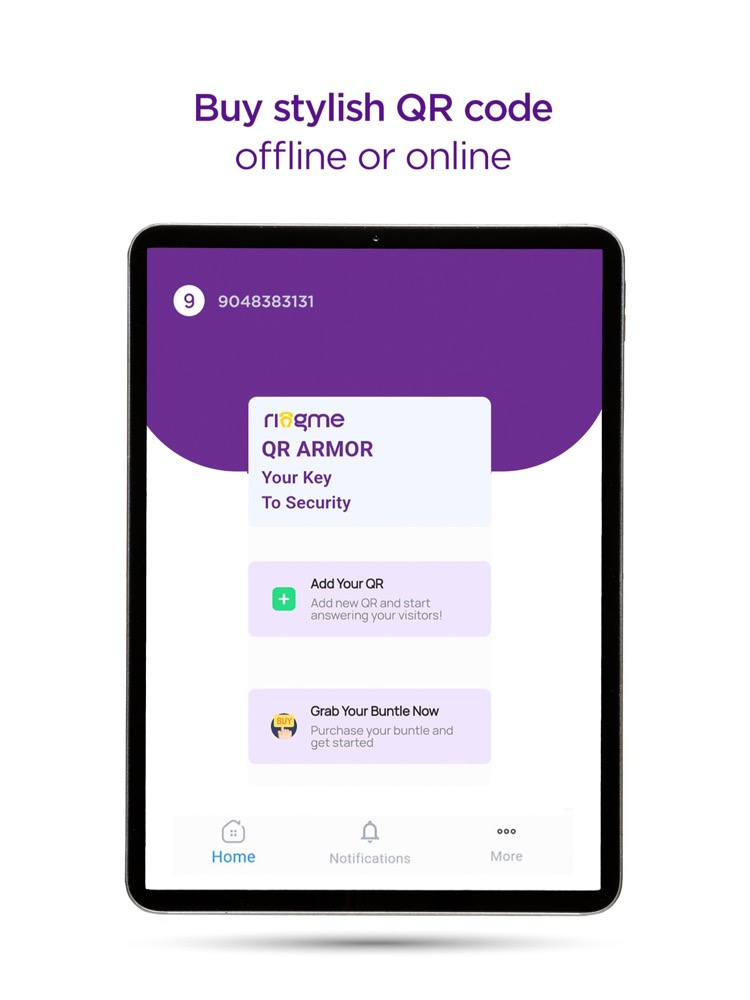 Buy stylish QR code
offline or online
9 9048383131
ringme
QR ARMOR
Your Key
To Security
Add Your QR
Add new QR and start
answering your visitors!
BUY
Grab Your Buntle Now
Purchase your buntle and
get started
Home
Notifications
More